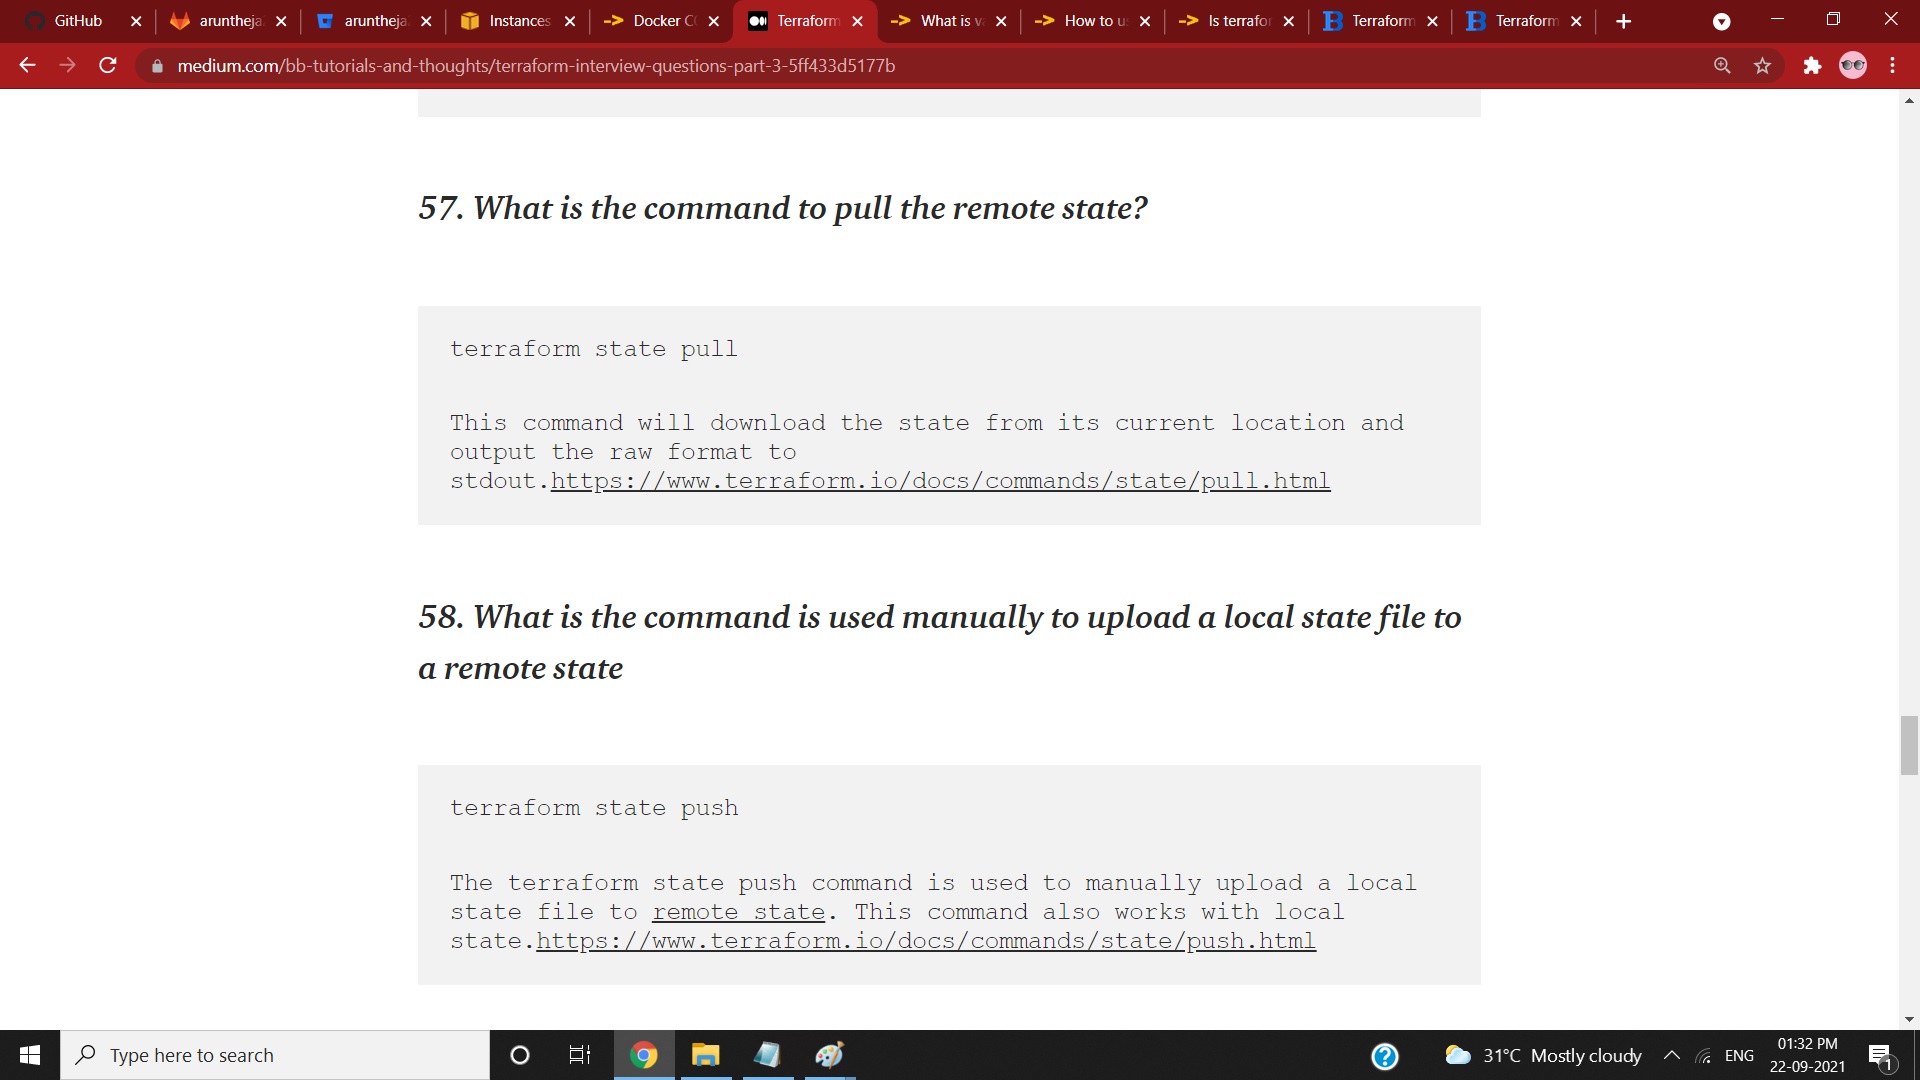 GitHub
aruntheja
aruntheja
Instances
Docker C
Terraform
What is v
How to u
Is terrafor
Terraform
Terraform
medium.com/bb-tutorials-and-thoughts/terraform-interview-questions-part-3-5ff433d5177b
57. What is the command to pull the remote state?
terraform state pull
This command will download the state from its current location and
output the raw format to
stdout.https://www.terraform.io/docs/commands/state/pull.html
58. What is the command is used manually to upload a local state file to
a remote state
terraform state push
The terraform state push command is used to manually upload a local
state file to remote state. This command also works with local
state.https://www.terraform.io/docs/commands/state/push.html
Type here to search
31°C Mostly cloudy
ENG
01:32 PM
22-09-2021
1